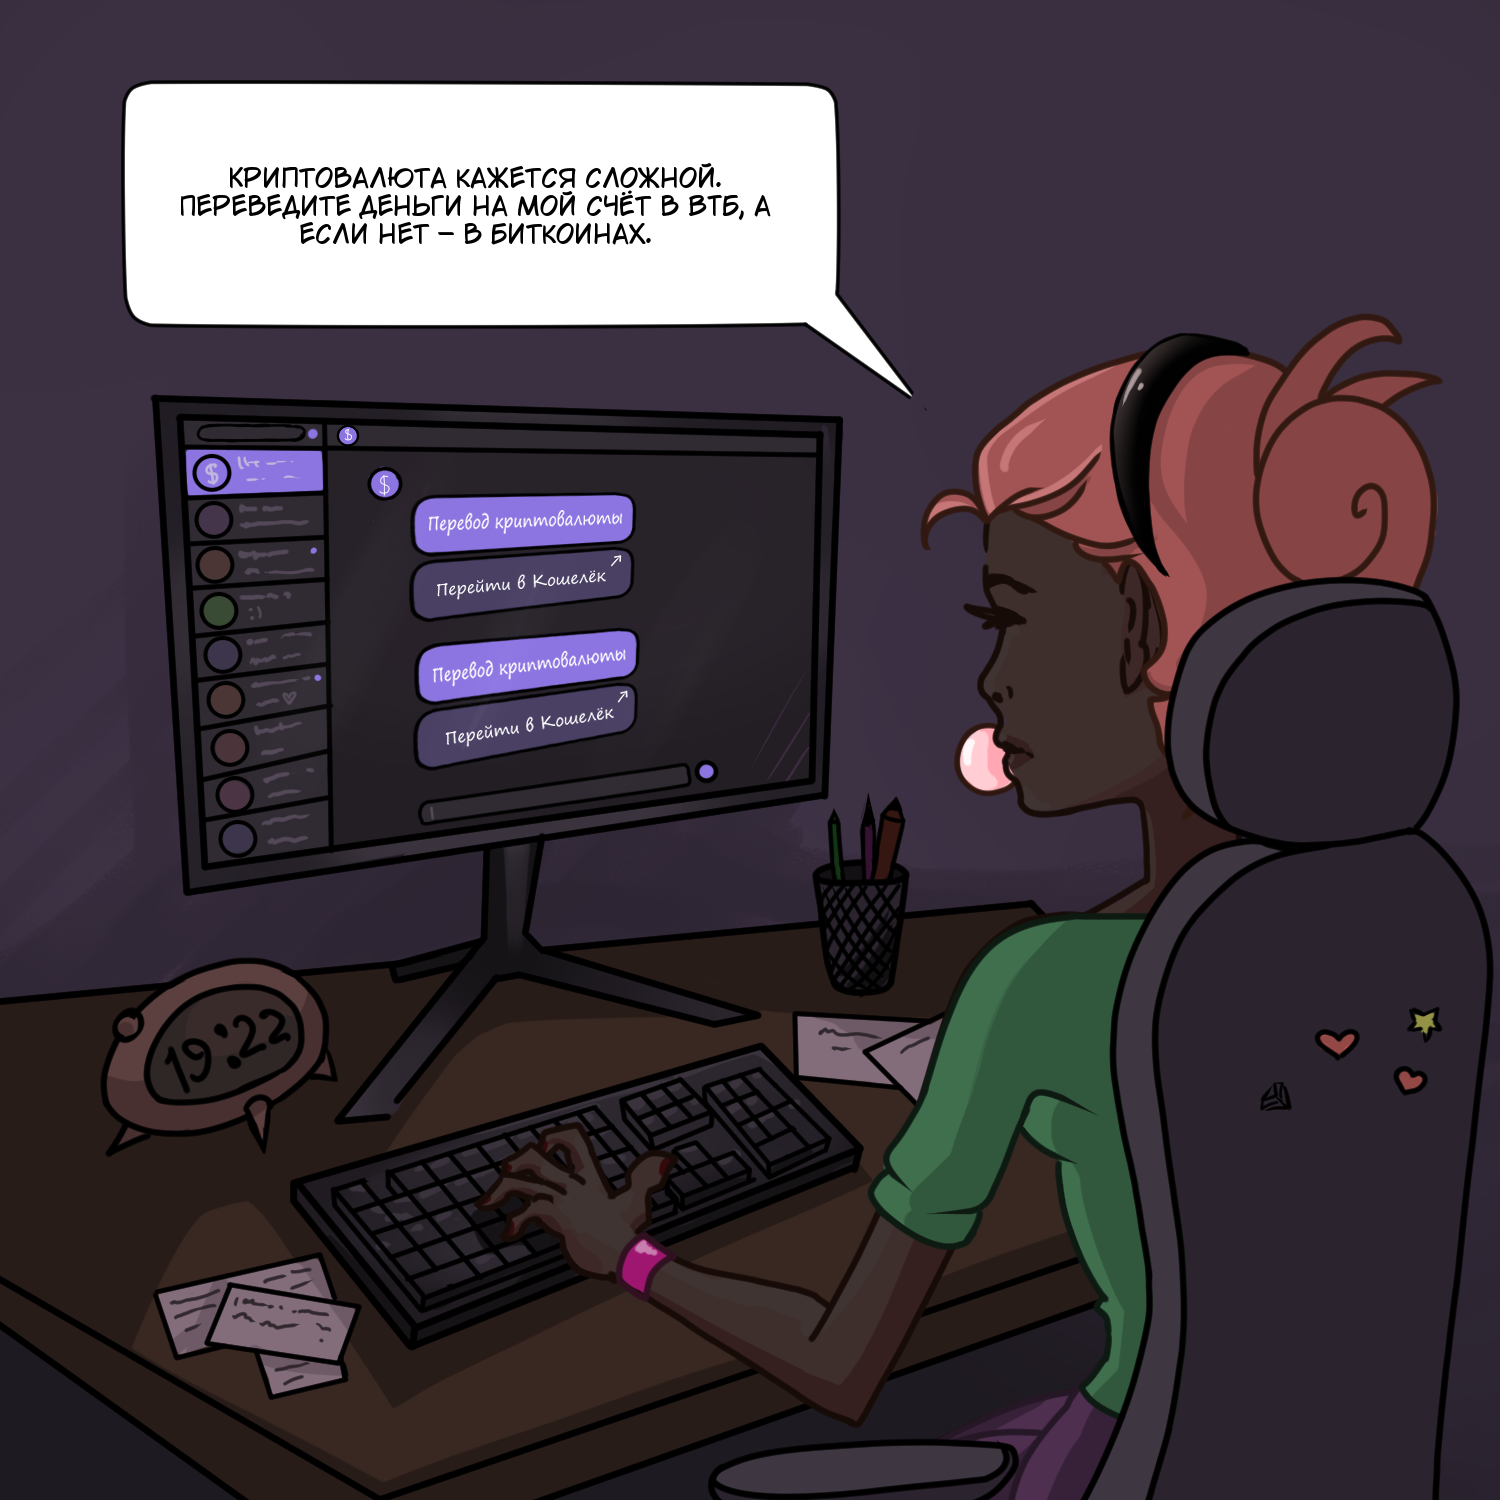 КРИПТОВАЛЮТА КАЖЕТСЯ СЛОЖНОЙ.
ПЕРЕВЕДИТЕ ДЕНЬГИ НА МОЙ СЧЁТ В ВТБ, А
ЕСЛИ НЕТ – В БИТКОИНАХ.
$
$
$
Перевод криптовалюты
Перейти в Кошелёк
:)
Перевод криптовалюты
Перейти в Кошелёк
19:22